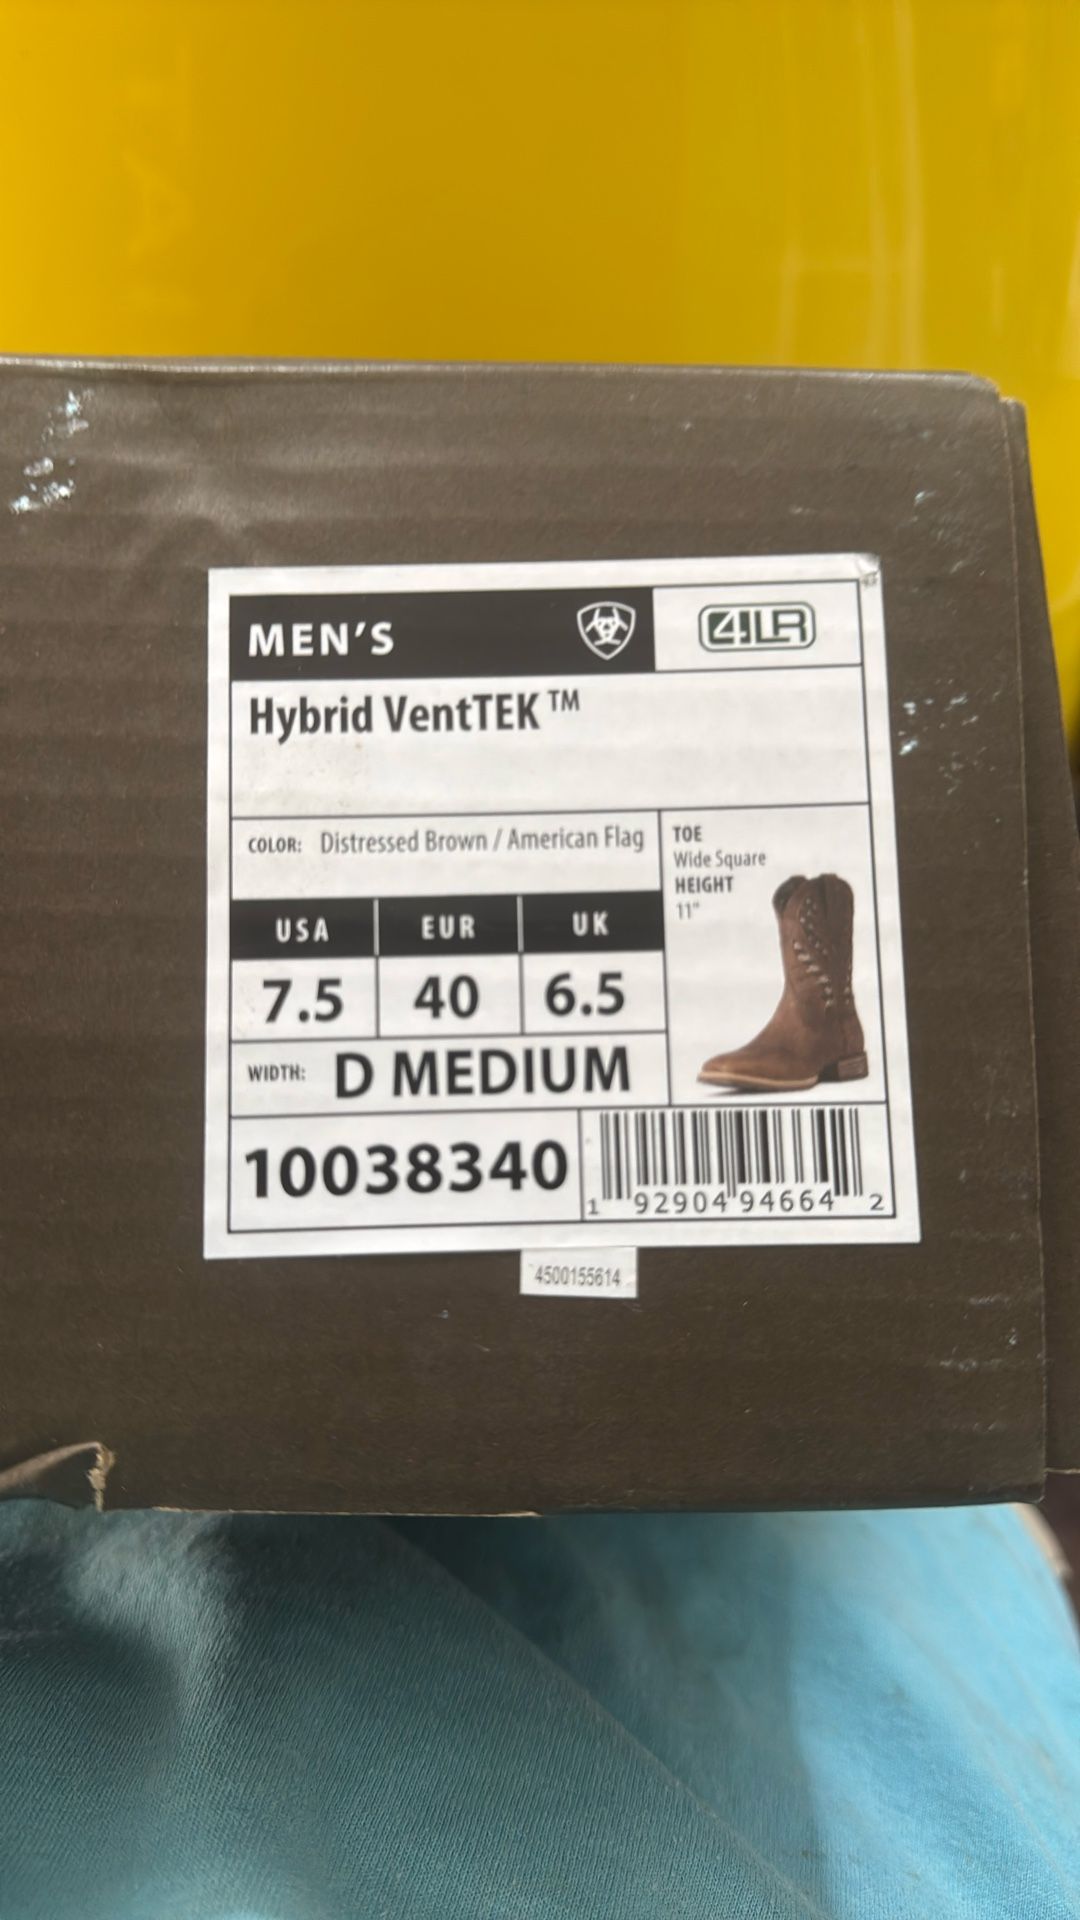 MEN'S
4LR
Hybrid VentTEK™
COLOR: Distressed Brown / American Flag
TOE
Wide Square
HEIGHT
11"
USA EUR UK
7.5 40 6.5
WIDTH: D MEDIUM
10038340
1 92904 94664 2
4500155614